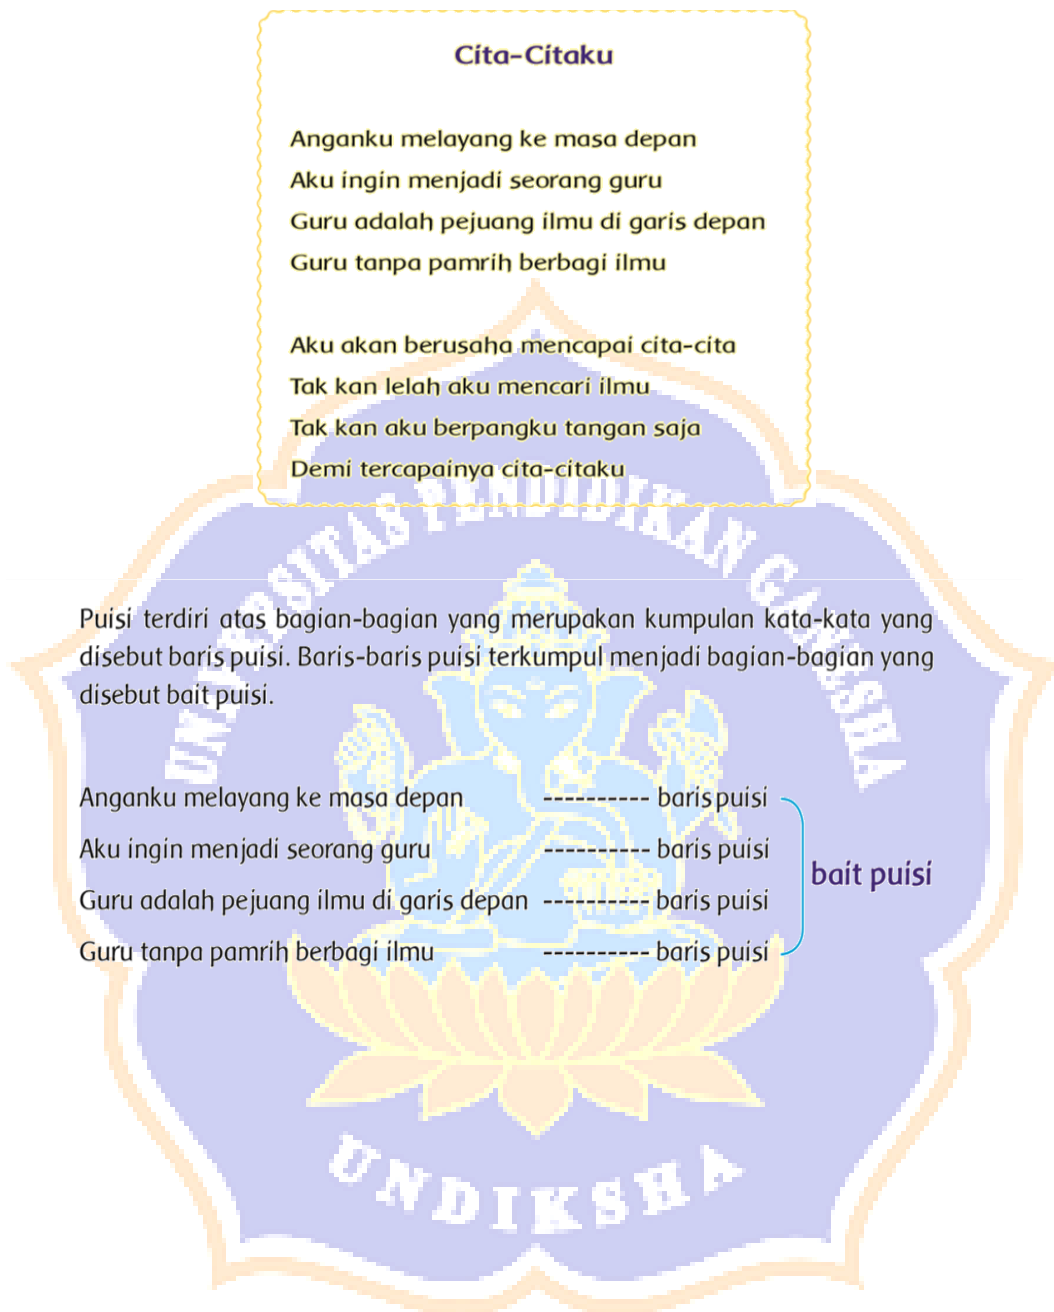 Cita-Citaku
Anganku melayang ke masa depan
Aku ingin menjadi seorang guru
Guru adalah pejuang ilmu di garis depan
Guru tanpa pamrih berbagi ilmu
Aku akan berusaha mencapai cita-cita
Tak kan lelah aku mencari ilmu
Tak kan aku berpangku tangan saja
Demi tercapainya cita-citaku
UNIVERSITAS PENDIDIKAN GANESHA
Puisi terdiri atas bagian-bagian yang merupakan kumpulan kata-kata yang
disebut baris puisi. Baris-baris puisi terkumpul menjadi bagian-bagian yang
disebut bait puisi.
Anganku melayang ke masa depan ---------- baris puisi
Aku ingin menjadi seorang guru ---------- baris puisi
bait puisi
Guru adalah pejuang ilmu di garis depan ---------- baris puisi
Guru tanpa pamrih berbagi ilmu ---------- baris puisi
UNDIKSHA